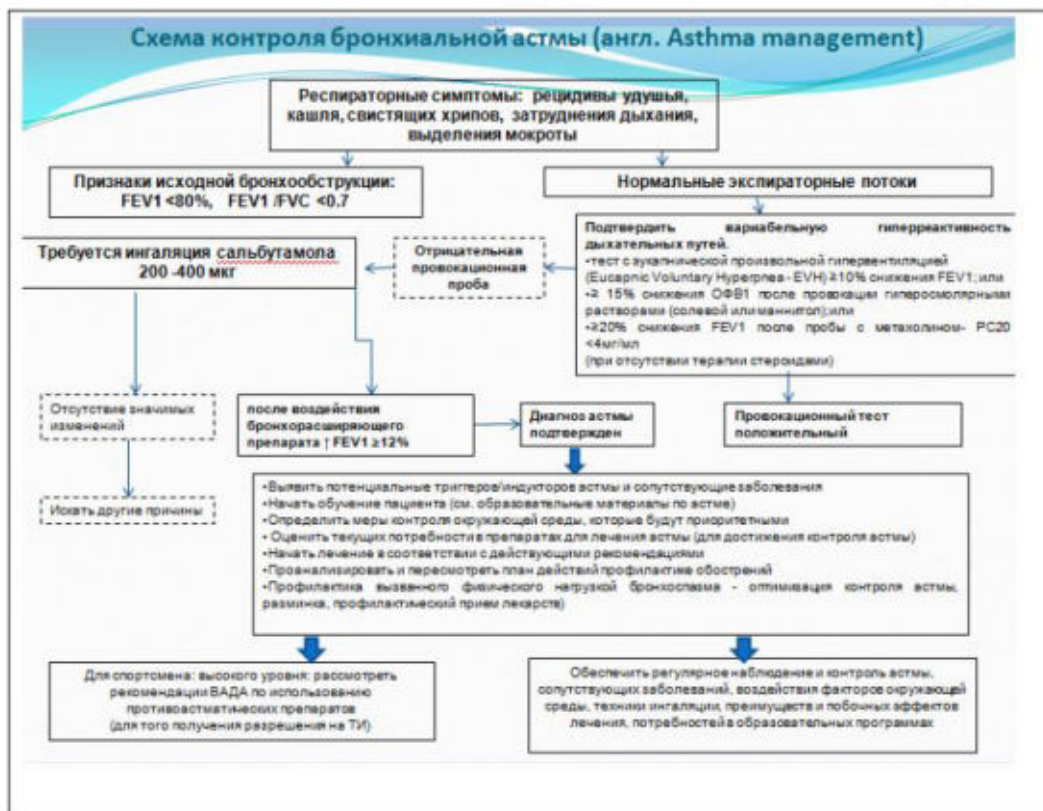 Схема контроля бронхиальной астмы (англ. Asthma management)
Респираторные симптомы: рецидивы удушья,
кашля, свистящих хрипов, затруднения дыхания,
выделения мокроты
Признаки исходной бронхообструкции:
FEV1 <80%, FEV1 /FVC <0.7
Нормальные экспираторные потоки
Требуется ингаляция сальбутамола
200 -400 мкг
Отрицательная
провокационная
проба
Подтвердить вариабельную гиперреактивность
дыхательных путей.
•тест с эукапнической произвольной гипервентиляцией
(Eucapnic Voluntary Hyperpnea - EVH) ≥10% снижения FEV1; или
•≥ 15% снижения ОФВ1 после провокации гиперосмолярными
растворами (солевой или маннитол);или
•≥20% снижения FEV1 после пробы с метахолином- PC20
<4мг/мл
(при отсутствии терапии стероидами)
Отсутствие значимых
изменений
после воздействия
бронхорасширяющего
препарата ↑ FEV1 ≥12%
Диагноз астмы
подтвержден
Провокационный тест
положительный
Искать другие причины
•Выявить потенциальные триггеров/индукторов астмы и сопутствующие заболевания
•Начать обучение пациента (см. образовательные материалы по астме)
•Определить меры контроля окружающей среды, которые будут приоритетными
• Оценить текущих потребности в препаратах для лечения астмы (для достижения контроля астмы)
•Начать лечение в соответствии с действующими рекомендациями
•Проанализировать и пересмотреть план действий профилактике обострений
•Профилактика вызванного физического нагрузкой бронхоспазма - оптимизация контроля астмы,
разминка, профилактический прием лекарств)
Для спортсмена: высокого уровня: рассмотреть
рекомендации ВАДА по использованию
противоастматических препаратов
(для того получения разрешения на ТИ)
Обеспечить регулярное наблюдение и контроль астмы,
сопутствующих заболеваний, воздействия факторов окружающей
среды, техники ингаляции, преимуществ и побочных эффектов
лечения, потребностей в образовательных программах